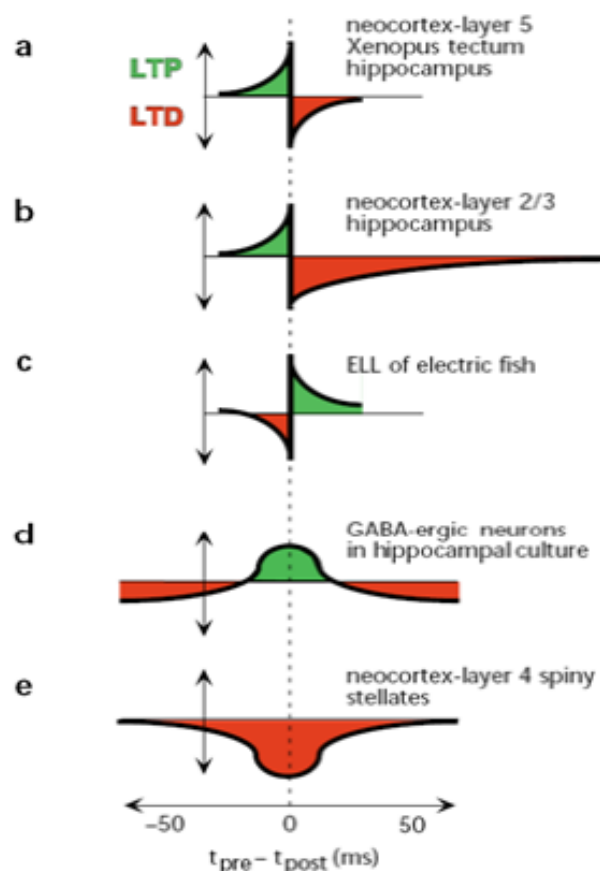 a
neocortex-layer 5
Xenopus tectum
hippocampus
LTP
LTD
b
neocortex-layer 2/3
hippocampus
c
ELL of electric fish
d
GABA-ergic neurons
in hippocampal culture
e
neocortex-layer 4 spiny
stellates
−50 0 50
tpre − tpost (ms)